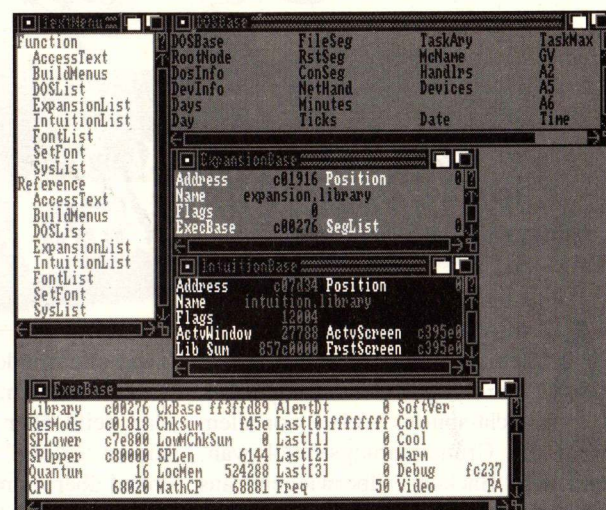 TextMenu
Function
AccessText
BuildMenus
DOSList
ExpansionList
IntuitionList
FontList
SetFont
SysList
Reference
AccessText
BuildMenus
DOSList
ExpansionList
IntuitionList
FontList
SetFont
SysList
DOSBase
DOSBase FileSeg TaskAry TaskMax
RootNode RstSeg McName GV
DosInfo ConSeg Handlrs A2
DevInfo NetHand Devices A5
Days Minutes A6
Day Ticks Date Time
ExpansionBase
Address c01916 Position 0
Name expansion.library
Flags 0
ExecBase c00276 SegList 0
IntuitionBase
Address c07d34 Position 0
Name intuition.library
Flags 12004
ActvWindow 27788 ActvScreen c395e0
Lib Sum 857c0000 FrstScreen c395e0
ExecBase
Library c00276 CkBase ff3ffd89 AlertDt 0 SoftVer
ResMods c01818 ChkSum f45e Last[0]ffffffff Cold
SPLower c7e800 LowMChkSum 0 Last[1] 0 Cool
SPUpper c80000 SPLen 6144 Last[2] 0 Warm
Quantum 16 LocMem 524288 Last[3] 0 Debug fc237
CPU 68020 MathCP 68881 Freq 50 Video PA